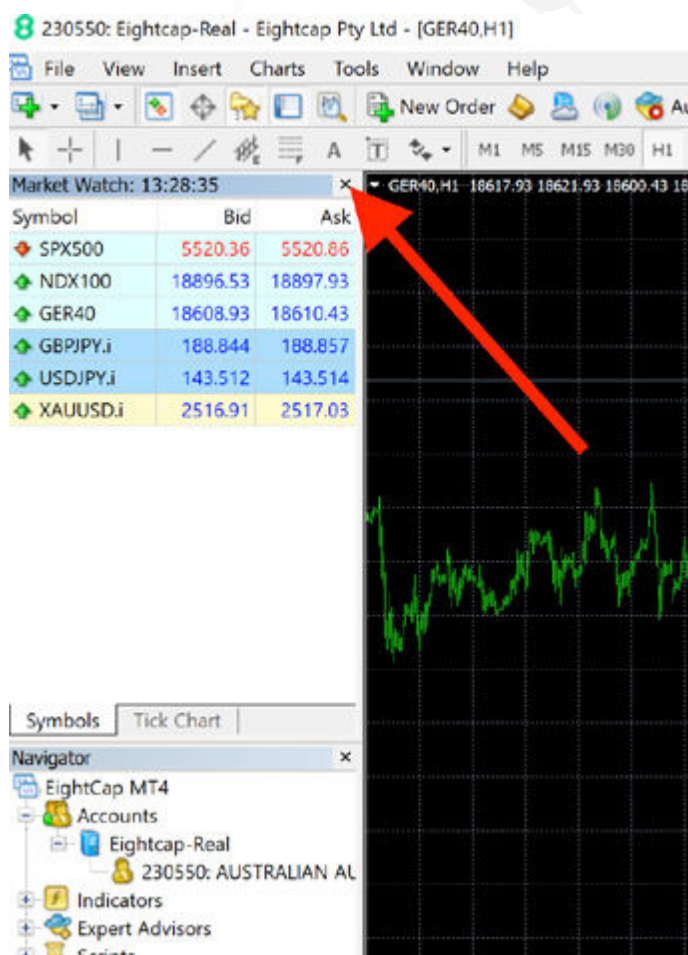 230550: Eightcap-Real - Eightcap Pty Ltd - [GER40,H1]
File View Insert Charts Tools Window Help
New Order
A T M1 M5 M15 M30 H1
Market Watch: 13:28:35
GER40,H1 18617.93 18621.93 18600.43
Symbol Bid Ask
SPX500 5520.36 5520.86
NDX100 18896.53 18897.93
GER40 18608.93 18610.43
GBPJPY.i 188.844 188.857
USDJPY.i 143.512 143.514
XAUUSD.i 2516.91 2517.03
Symbols Tick Chart
Navigator
EightCap MT4
Accounts
Eightcap-Real
230550: AUSTRALIAN AU
Indicators
Expert Advisors
Scripts